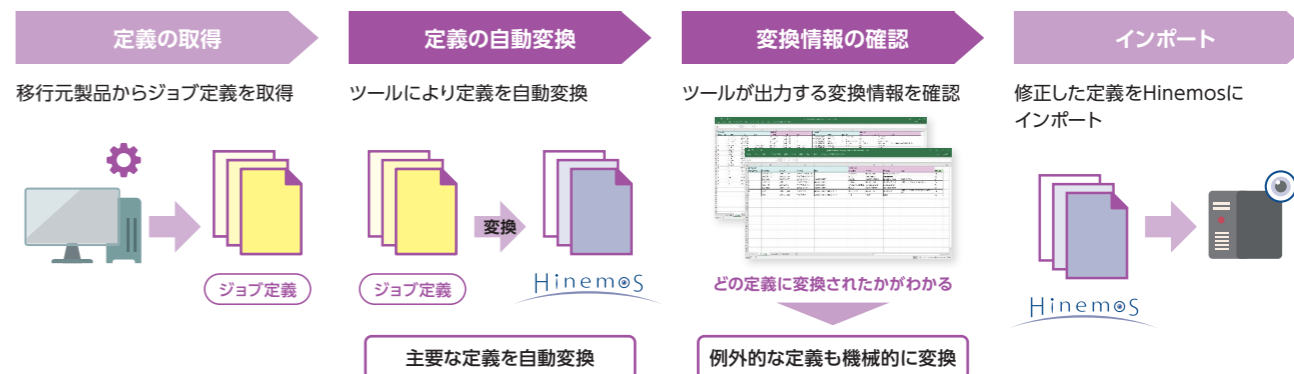 定義の取得
移行元製品からジョブ定義を取得
ジョブ定義
定義の自動変換
ツールにより定義を自動変換
変換
ジョブ定義
Hinemos
主要な定義を自動変換
変換情報の確認
ツールが出力する変換情報を確認
どの定義に変換されたかがわかる
例外的な定義も機械的に変換
インポート
修正した定義をHinemosに
インポート
Hinemos